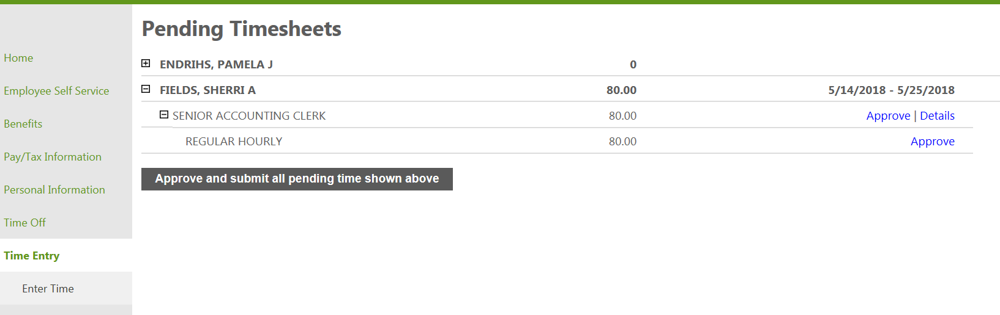 Pending Timesheets
Home
Employee Self Service
Benefits
Pay/Tax Information
Personal Information
Time Off
Time Entry
Enter Time
ENDRIHS, PAMELA J 0
FIELDS, SHERRI A 80.00 5/14/2018 - 5/25/2018
SENIOR ACCOUNTING CLERK 80.00 Approve | Details
REGULAR HOURLY 80.00 Approve
Approve and submit all pending time shown above